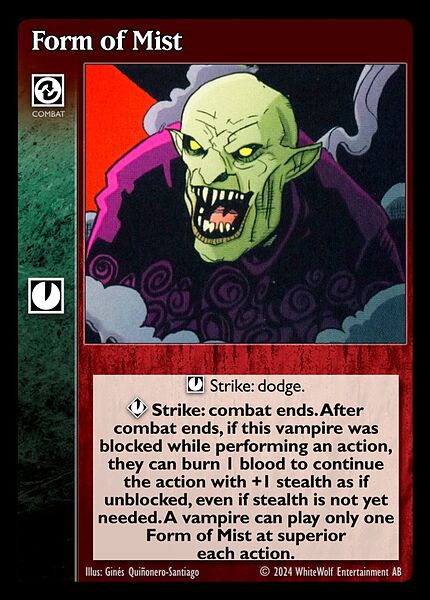 Form of Mist
COMBAT
Strike: dodge.
Strike: combat ends. After
combat ends, if this vampire was
blocked while performing an action,
they can burn 1 blood to continue
the action with +1 stealth as if
unblocked, even if stealth is not yet
needed. A vampire can play only one
Form of Mist at superior
each action.
Illus: Ginés Quiñonero-Santiago © 2024 WhiteWolf Entertainment AB